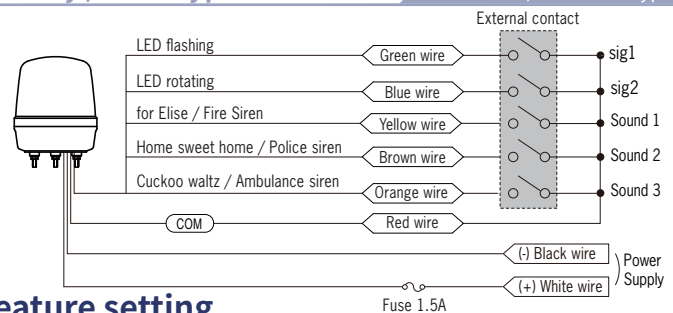 External contact
LED flashing
Green wire
sig1
LED rotating
Blue wire
sig2
for Elise / Fire Siren
Yellow wire
Sound 1
Home sweet home / Police siren
Brown wire
Sound 2
Cuckoo waltz / Ambulance siren
Orange wire
Sound 3
COM
Red wire
(-) Black wire
Power
Supply
(+) White wire
Fuse 1.5A
eature setting